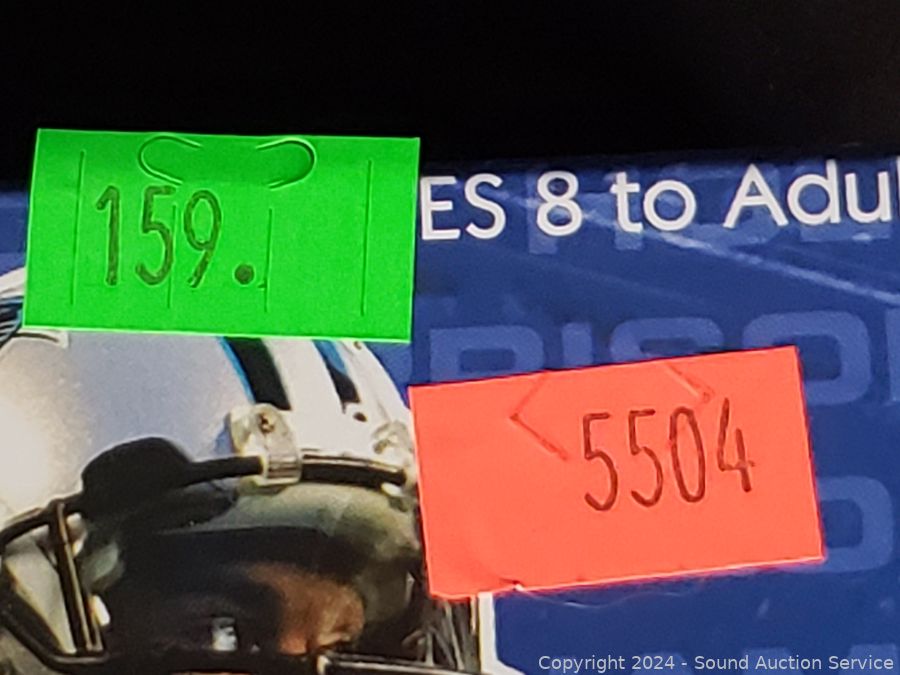 159.
ES 8 to Adul
5504
Copyright 2024 - Sound Auction Service